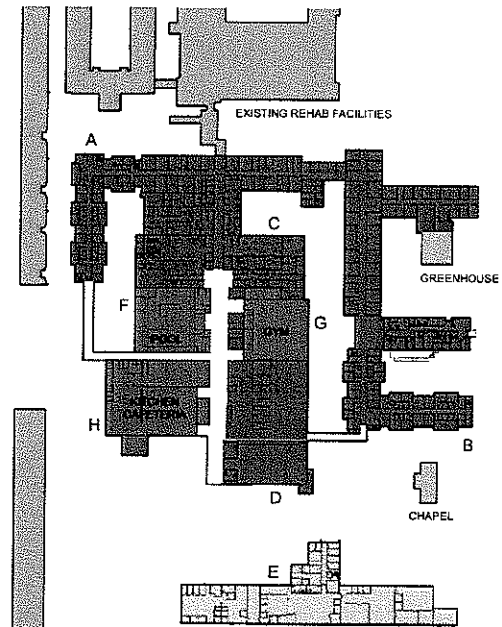 EXISTING REHAB FACILITIES
A
C
GREENHOUSE
F
G
GYM
POOL
KITCHEN
CAFETERIA
H
B
D
CHAPEL
E